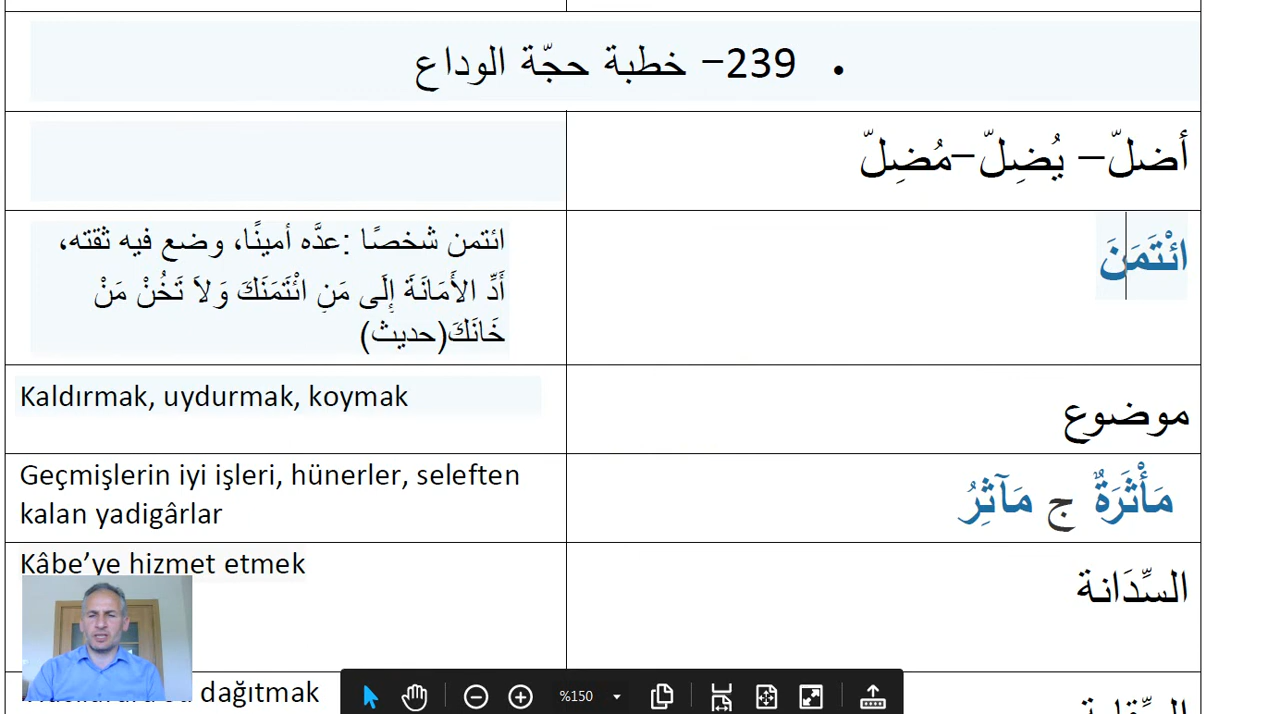 • 239- خطبة حجّة الوداع
أضلّ– يُضِلّ–مُضِلّ
ائْتَمَنَ
ائتمن شخصًا :عدَّه أمينًا، وضع فيه ثقته،
أَدِّ الأَمَانَةَ إِلَى مَنِ ائْتَمَنَكَ وَلاَ تَخُنْ مَنْ
خَانَكَ(حديث)
موضوع
Kaldırmak, uydurmak, koymak
مَأْثَرَةٌ ج مَآثِرُ
Geçmişlerin iyi işleri, hünerler, seleften
kalan yadigârlar
السِّدَانة
Kâbe’ye hizmet etmek
dağıtmak
%150